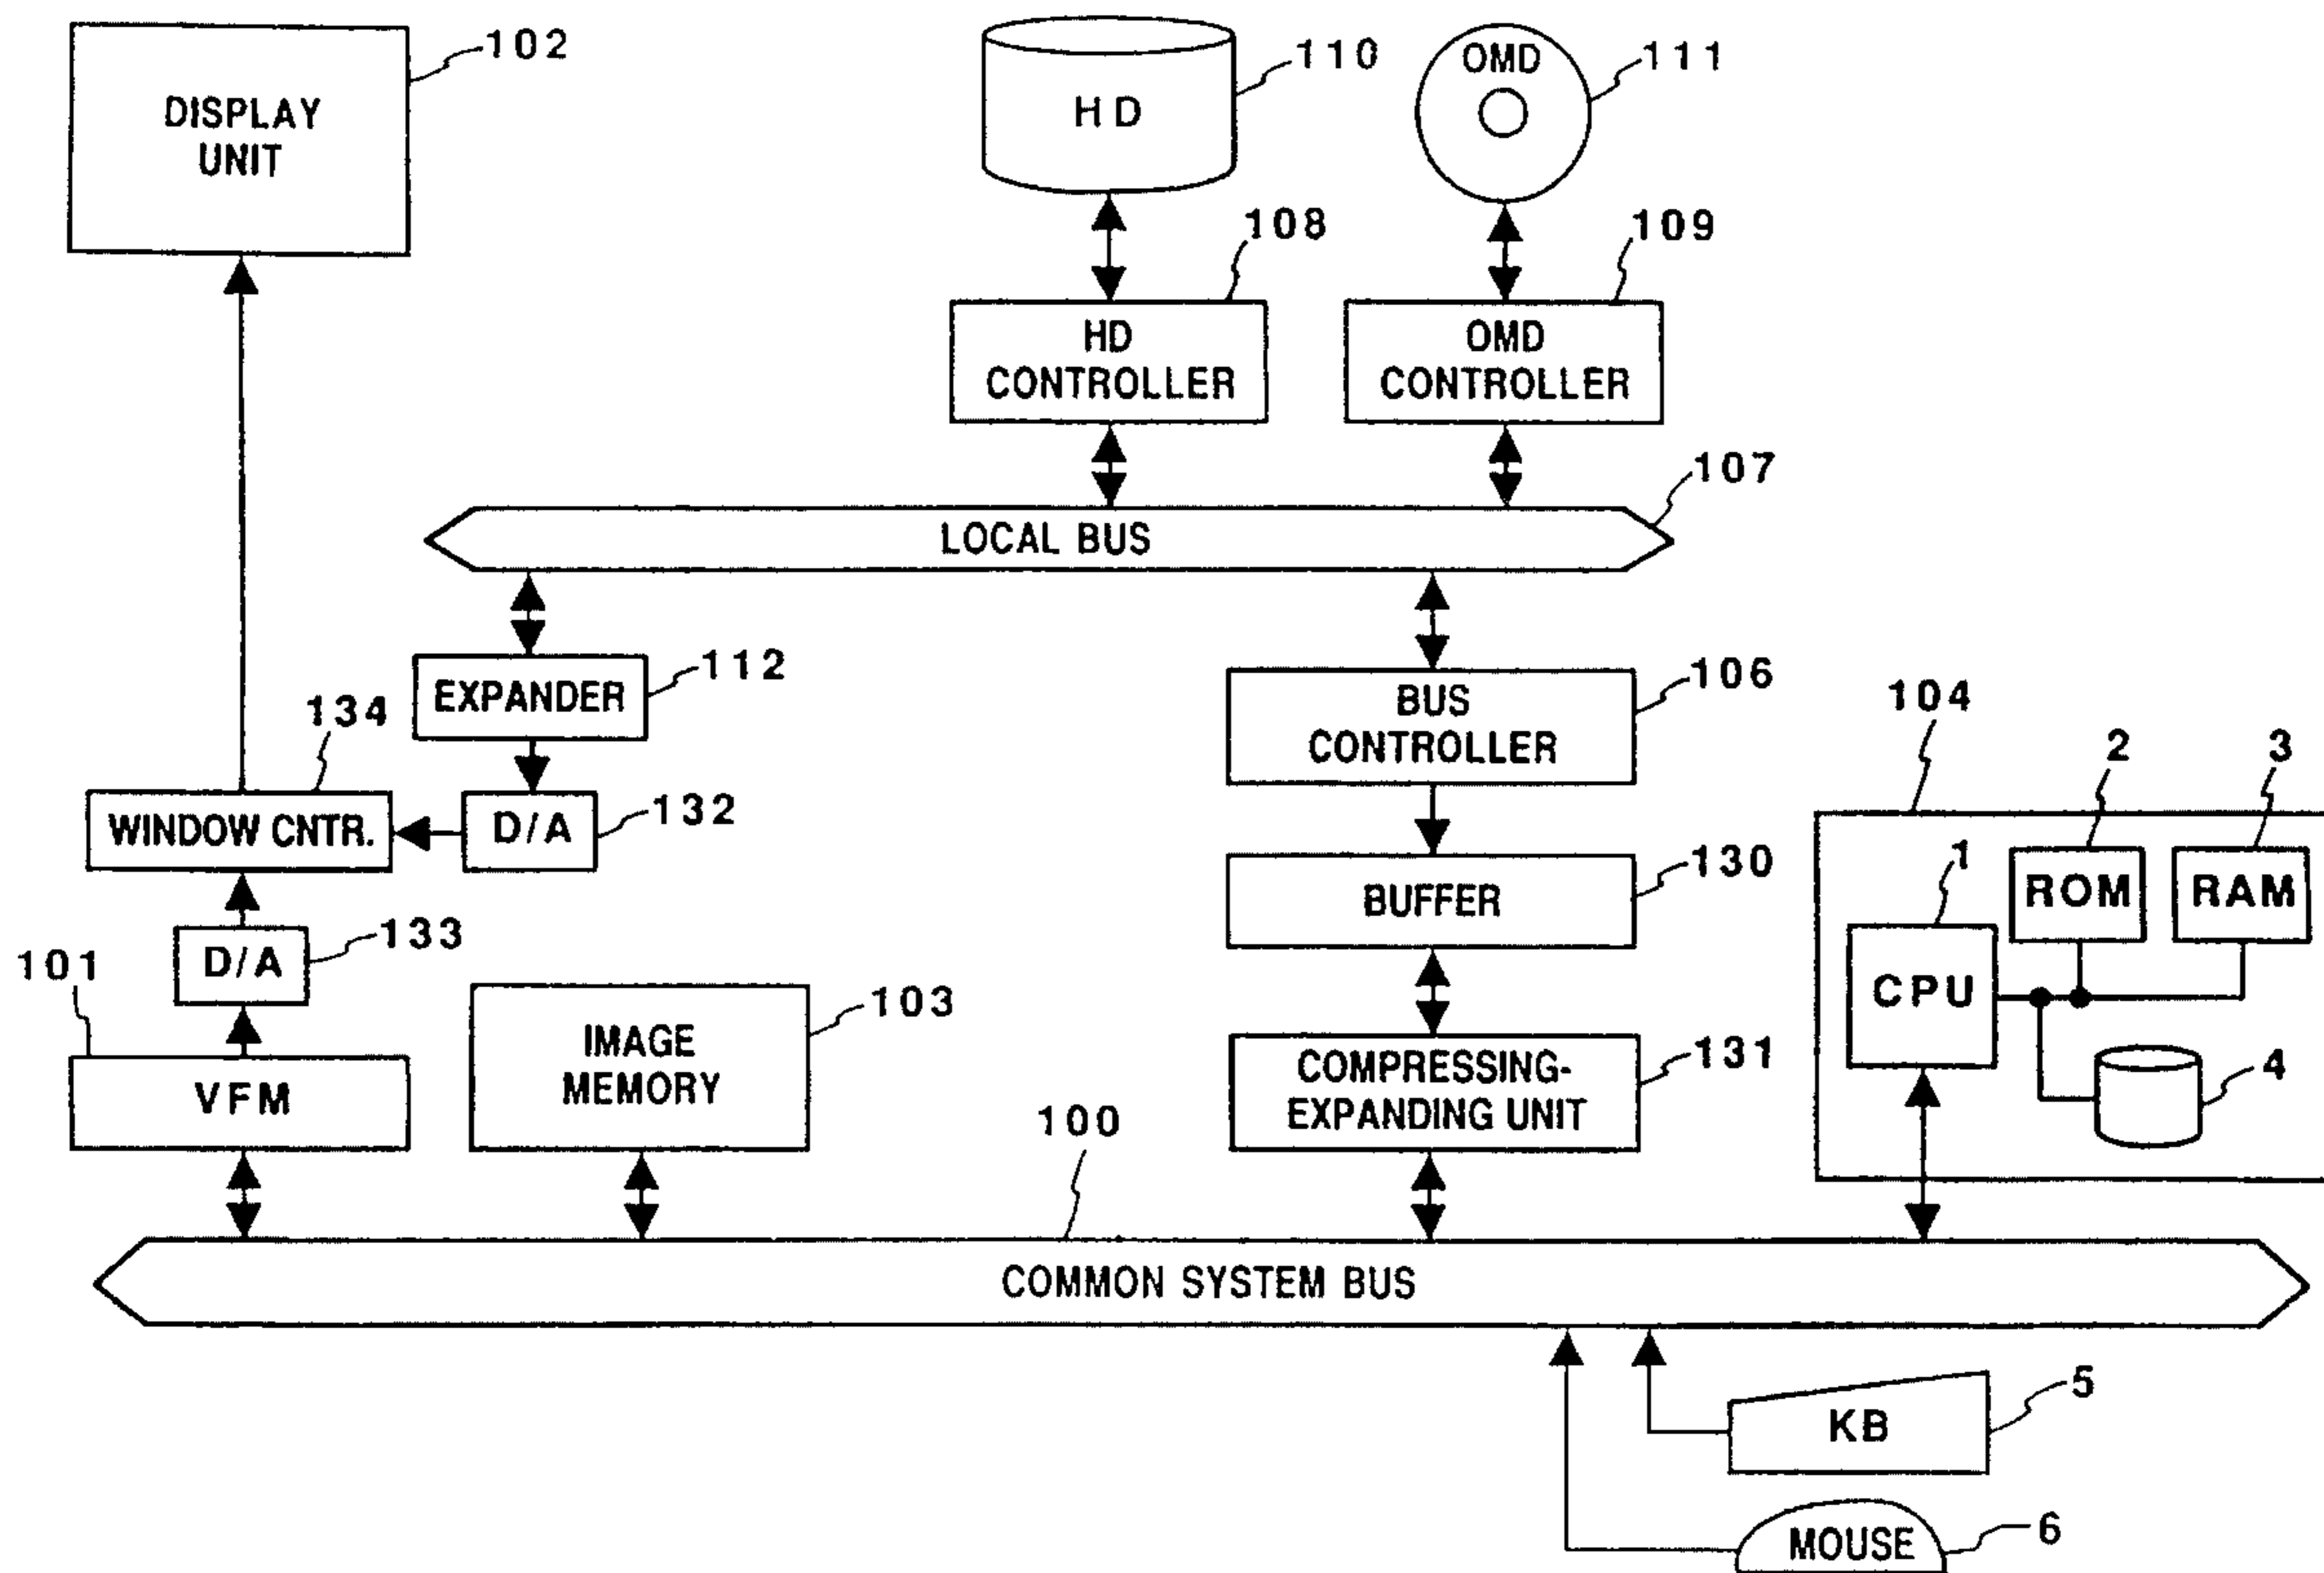 102
DISPLAY
UNIT
110
HD
OMD
111
108
HD
CONTROLLER
109
OMD
CONTROLLER
107
LOCAL BUS
112
EXPANDER
134
WINDOW CNTR.
D/A
132
106
BUS
CONTROLLER
130
BUFFER
133
D/A
101
VFM
103
IMAGE
MEMORY
131
COMPRESSING-
EXPANDING UNIT
104
2
3
1
ROM
RAM
CPU
4
100
COMMON SYSTEM BUS
5
KB
6
MOUSE